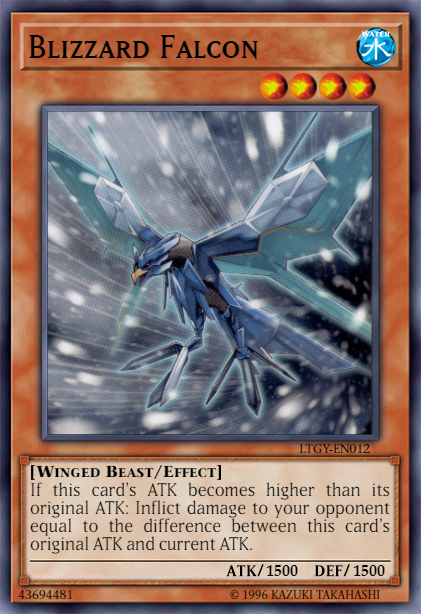 BLIZZARD FALCON
WATER
水
LTGY-EN012
[WINGED BEAST/EFFECT]
If this card's ATK becomes higher than its
original ATK: Inflict damage to your opponent
equal to the difference between this card's
original ATK and current ATK.
ATK/1500 DEF/1500
43694481
© 1996 KAZUKI TAKAHASHI